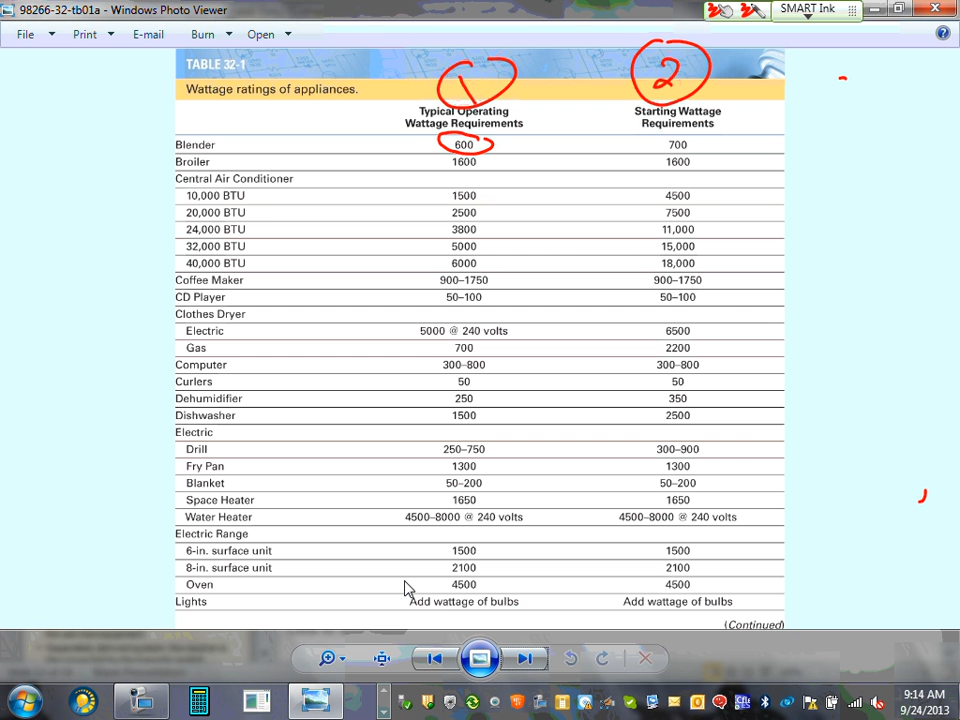 98266-32-tb01a - Windows Photo Viewer
SMART Ink
File Print E-mail Burn Open
TABLE 32-1
1 2
Wattage ratings of appliances.
Typical Operating Wattage Requirements Starting Wattage Requirements
Blender 600 700
Broiler 1600 1600
Central Air Conditioner
10,000 BTU 1500 4500
20,000 BTU 2500 7500
24,000 BTU 3800 11,000
32,000 BTU 5000 15,000
40,000 BTU 6000 18,000
Coffee Maker 900–1750 900–1750
CD Player 50–100 50–100
Clothes Dryer
Electric 5000 @ 240 volts 6500
Gas 700 2200
Computer 300–800 300–800
Curlers 50 50
Dehumidifier 250 350
Dishwasher 1500 2500
Electric
Drill 250–750 300–900
Fry Pan 1300 1300
Blanket 50–200 50–200
Space Heater 1650 1650
Water Heater 4500–8000 @ 240 volts 4500–8000 @ 240 volts
Electric Range
6-in. surface unit 1500 1500
8-in. surface unit 2100 2100
Oven 4500 4500
Lights Add wattage of bulbs Add wattage of bulbs
(Continued)
9:14 AM
9/24/2013